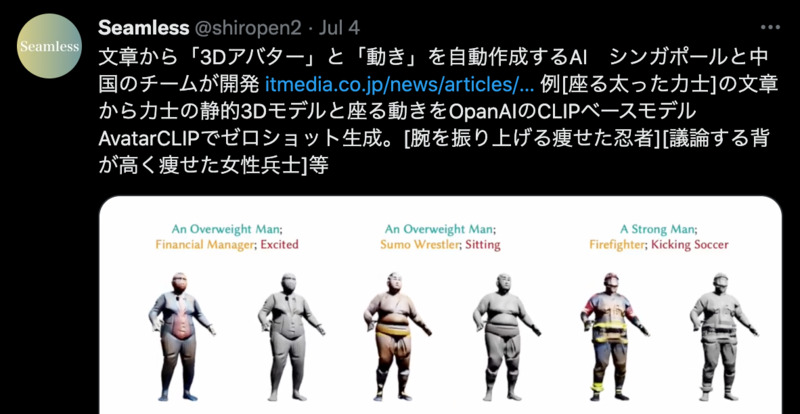 Seamless
Seamless @shiropen2 · Jul 4
文章から「3Dアバター」と「動き」を自動作成するAI　シンガポールと中
国のチームが開発 itmedia.co.jp/news/articles/… 例[座る太った力士]の文章
から力士の静的3Dモデルと座る動きをOpanAIのCLIPベースモデル
AvatarCLIPでゼロショット生成。[腕を振り上げる痩せた忍者][議論する背
が高く痩せた女性兵士]等
An Overweight Man;
Financial Manager; Excited
An Overweight Man;
Sumo Wrestler; Sitting
A Strong Man;
Firefighter; Kicking Soccer